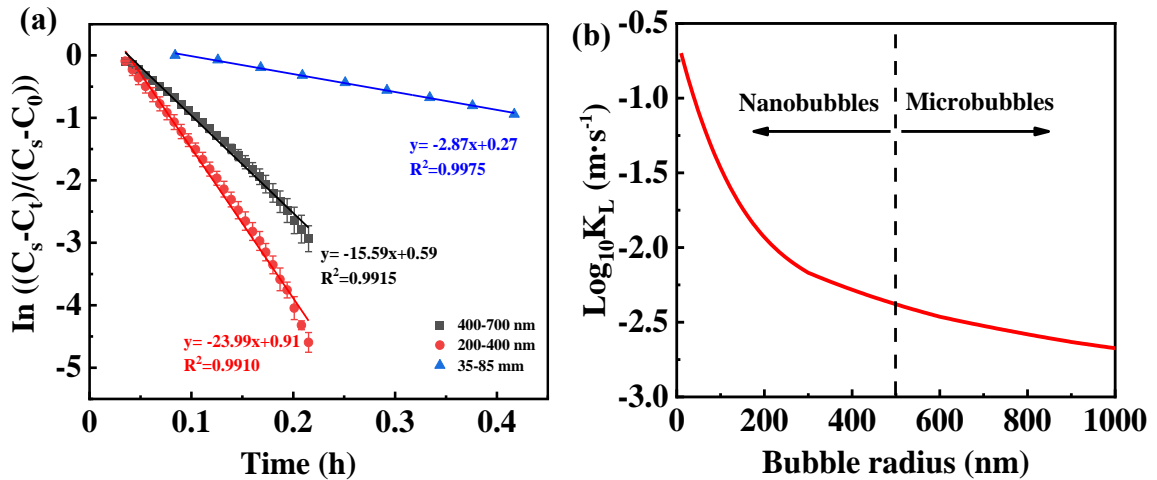 (a)
0
-1
-2
-3
-4
-5
In (((Cₛ-Cₜ)/(Cₛ-C₀))
y= -2.87x+0.27
R²=0.9975
y= -15.59x+0.59
R²=0.9915
y= -23.99x+0.91
R²=0.9910
400-700 nm
200-400 nm
35-85 mm
0 0.1 0.2 0.3 0.4
Time (h)
(b)
-0.5
-1.0
-1.5
-2.0
-2.5
-3.0
Log₁₀K_L (m·s⁻¹)
Nanobubbles Microbubbles
0 200 400 600 800 1000
Bubble radius (nm)